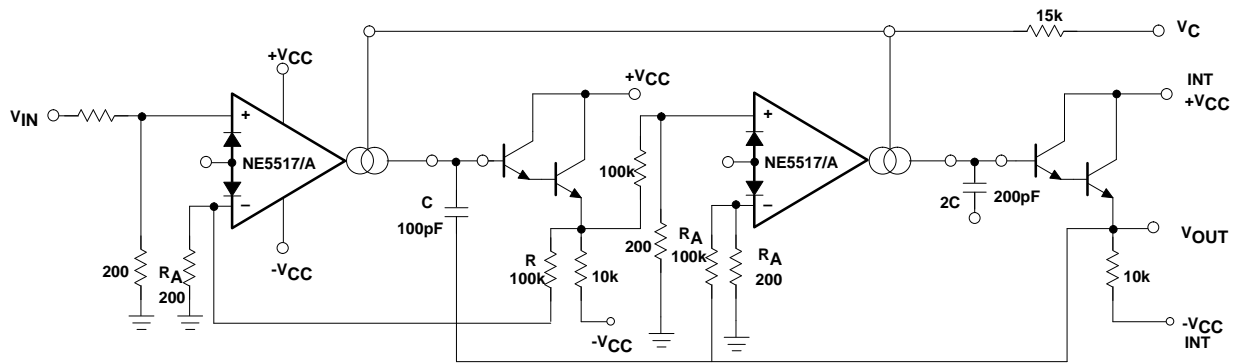 15k
VC
+VCC
+VCC
INT
+VCC
VIN
+
NE5517/A
−
100k
+
NE5517/A
−
C
100pF
2C
200pF
200
RA
200
-VCC
R
100k
10k
200
RA
100k
RA
200
VOUT
10k
-VCC
-VCC
INT